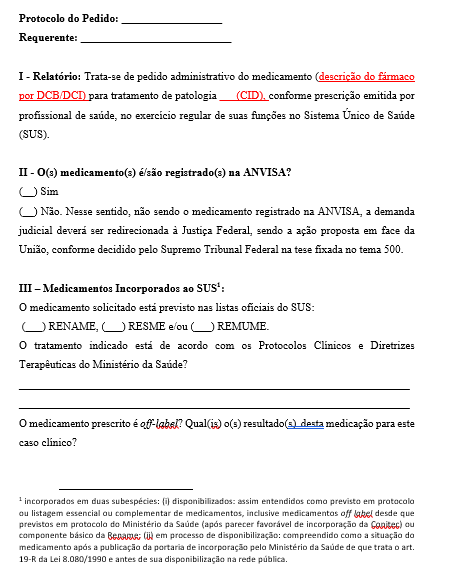 Protocolo do Pedido: ___________________
Requerente: ____________________________
I - Relatório: Trata-se de pedido administrativo do medicamento (descrição do fármaco
por DCB/DCI) para tratamento de patologia ___(CID), conforme prescrição emitida por
profissional de saúde, no exercício regular de suas funções no Sistema Único de Saúde
(SUS).
II - O(s) medicamento(s) é/são registrado(s) na ANVISA?
(__) Sim
(__) Não. Nesse sentido, não sendo o medicamento registrado na ANVISA, a demanda
judicial deverá ser redirecionada à Justiça Federal, sendo a ação proposta em face da
União, conforme decidido pelo Supremo Tribunal Federal na tese fixada no tema 500.
III – Medicamentos Incorporados ao SUS¹:
O medicamento solicitado está previsto nas listas oficiais do SUS:
(___) RENAME, (___) RESME e/ou (___) REMUME.
O tratamento indicado está de acordo com os Protocolos Clínicos e Diretrizes
Terapêuticas do Ministério da Saúde?
O medicamento prescrito é off-label? Qual(is) o(s) resultado(s) desta medicação para este
caso clínico?
¹ incorporados em duas subespécies: (i) disponibilizados: assim entendidos como previsto em protocolo
ou listagem essencial ou complementar de medicamentos, inclusive medicamentos off label desde que
previstos em protocolo do Ministério da Saúde (após parecer favorável de incorporação da Conitec) ou
componente básico da Rename; (ii) em processo de disponibilização: compreendido como a situação do
medicamento após a publicação da portaria de incorporação pelo Ministério da Saúde de que trata o art.
19-R da Lei 8.080/1990 e antes de sua disponibilização na rede pública.